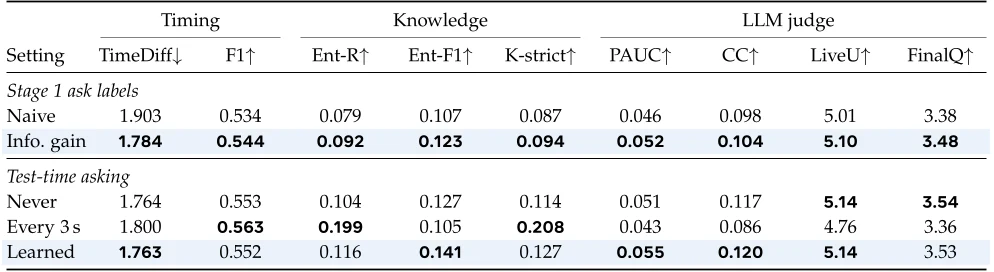 Timing Knowledge LLM judge
Setting TimeDiff↓ F1↑ Ent-R↑ Ent-F1↑ K-strict↑ PAUC↑ CC↑ LiveU↑ FinalQ↑
Stage 1 ask labels
Naive 1.903 0.534 0.079 0.107 0.087 0.046 0.098 5.01 3.38
Info. gain 1.784 0.544 0.092 0.123 0.094 0.052 0.104 5.10 3.48
Test-time asking
Never 1.764 0.553 0.104 0.127 0.114 0.051 0.117 5.14 3.54
Every 3 s 1.800 0.563 0.199 0.105 0.208 0.043 0.086 4.76 3.36
Learned 1.763 0.552 0.116 0.141 0.127 0.055 0.120 5.14 3.53